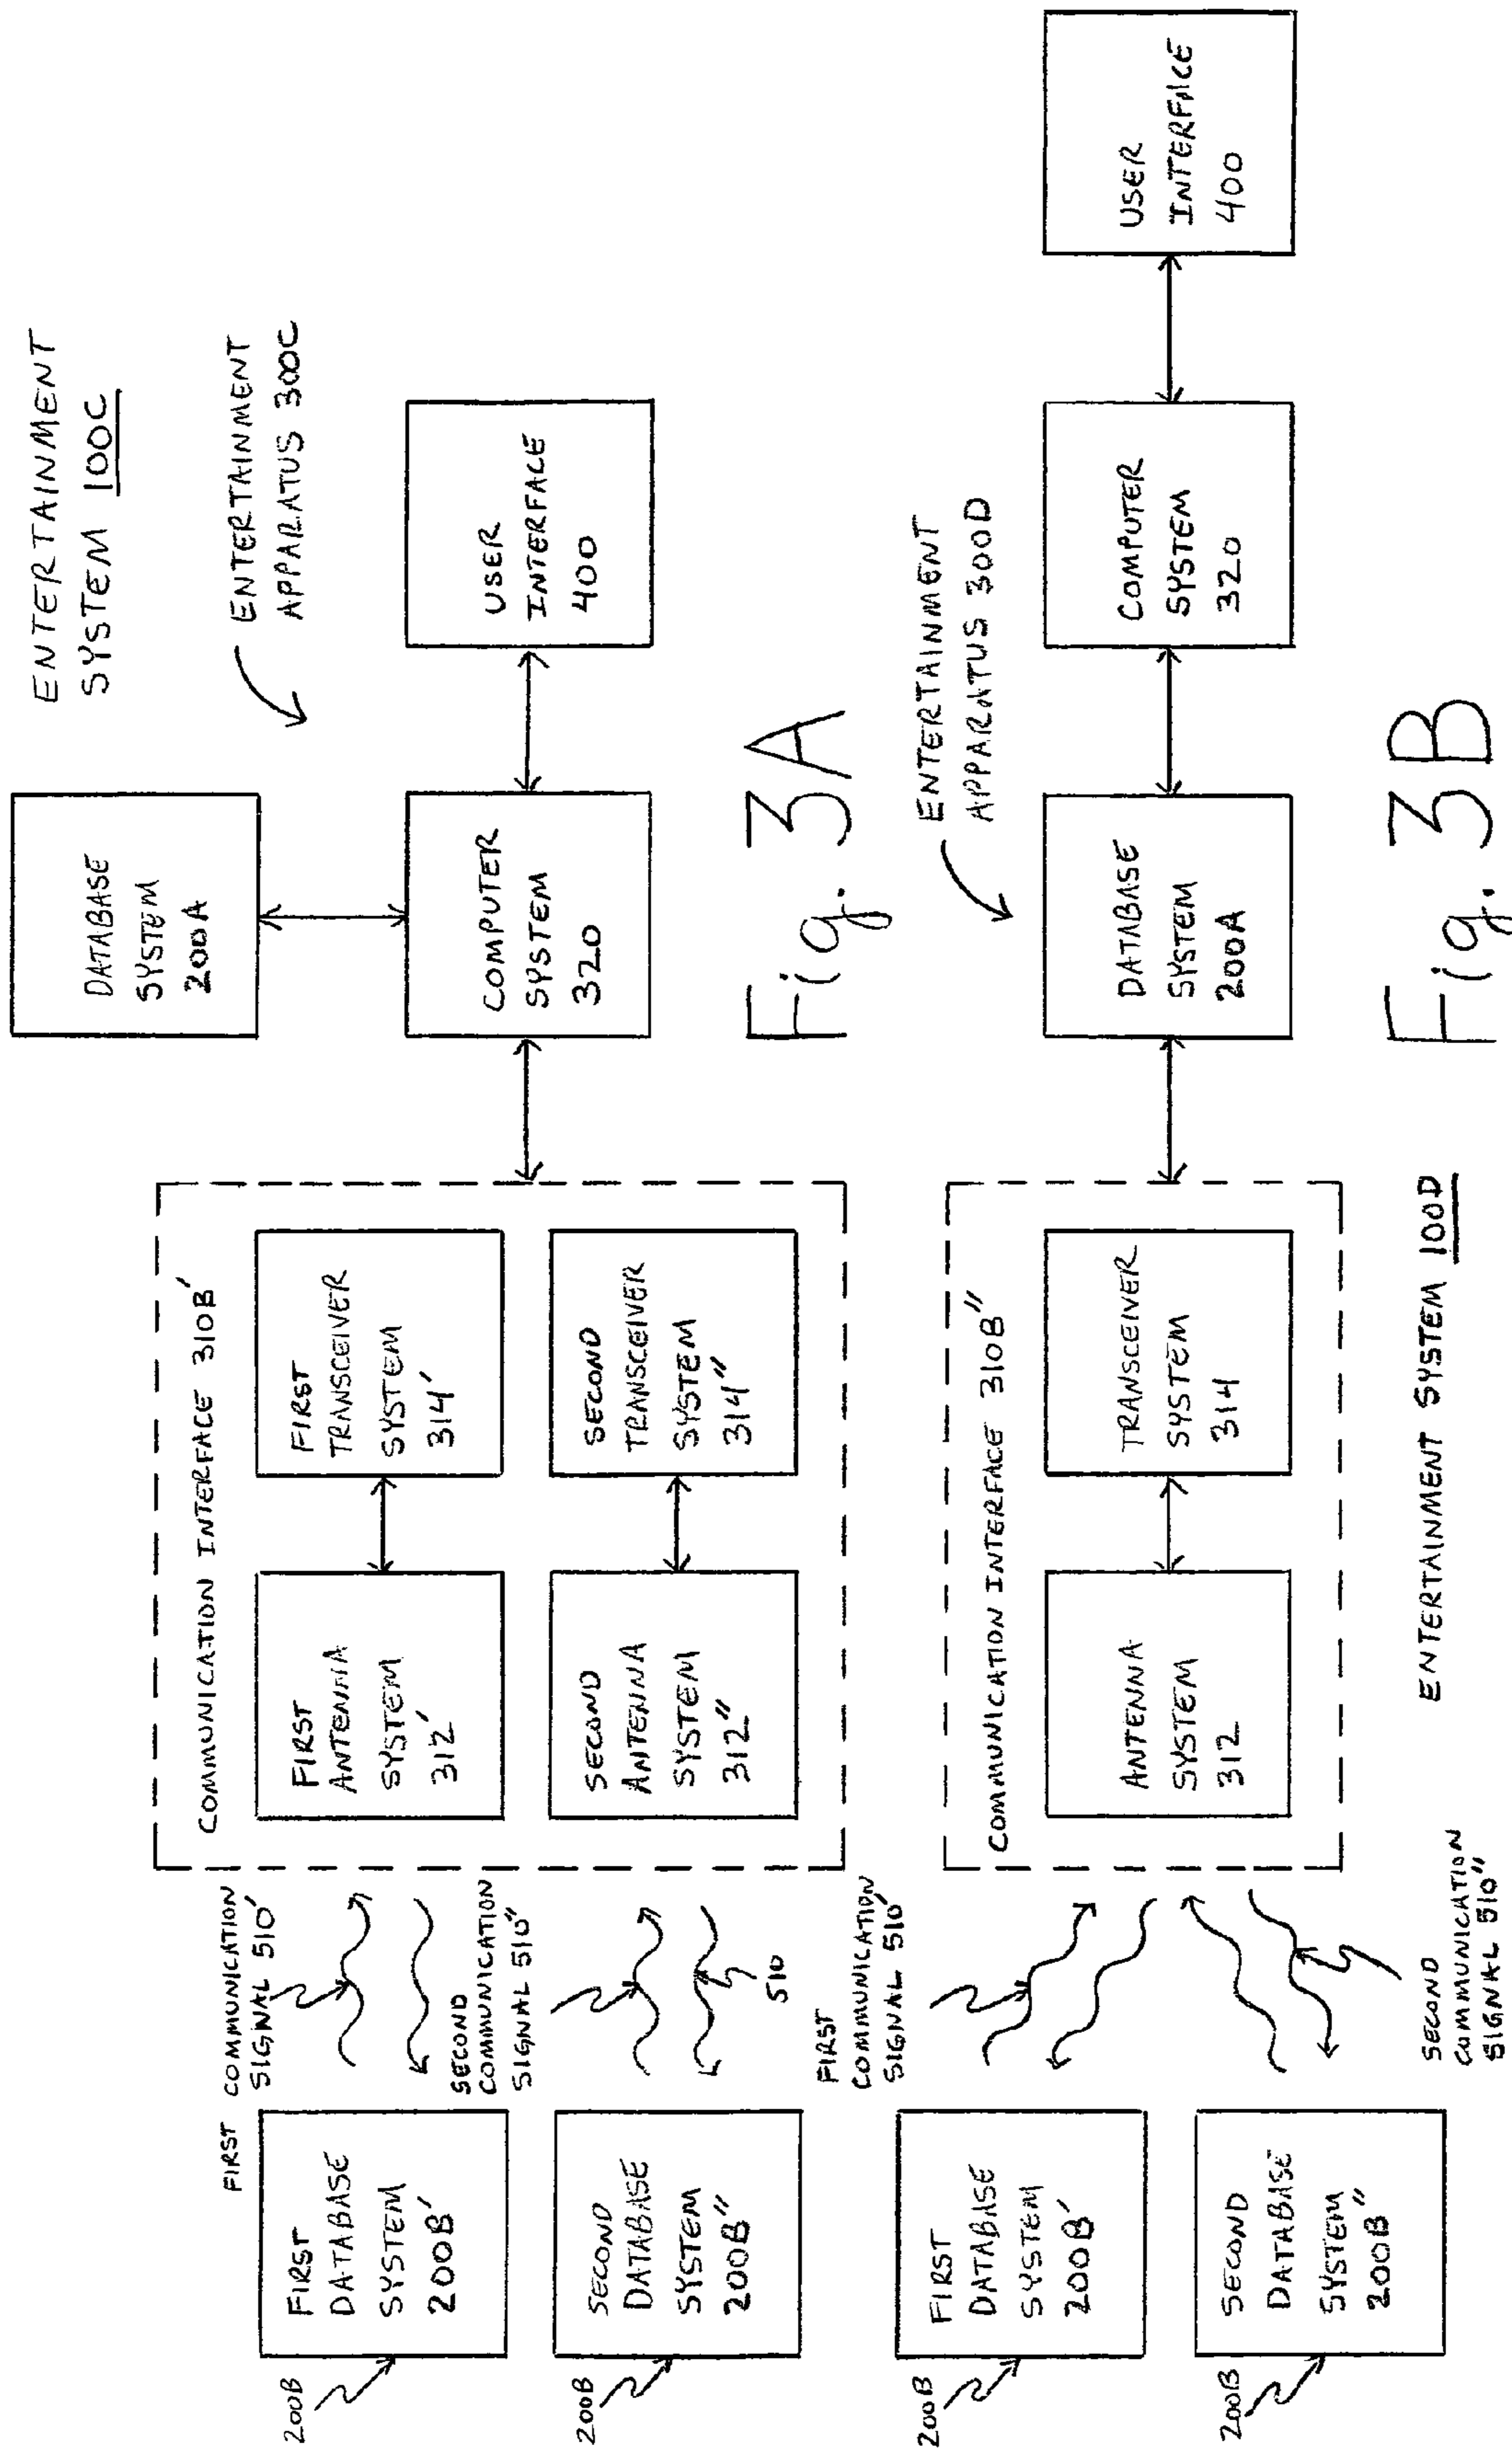 ENTERTAINMENT
SYSTEM 100C
ENTERTAINMENT
APPARATUS 300C
DATABASE
SYSTEM
200A
COMMUNICATION INTERFACE 310B′
FIRST COMMUNICATION
SIGNAL 510′
200B
FIRST
DATABASE
SYSTEM
200B′
FIRST
ANTENNA
SYSTEM
312′
FIRST
TRANSCEIVER
SYSTEM
314′
COMPUTER
SYSTEM
320
USER
INTERFACE
400
SECOND
COMMUNICATION
SIGNAL 510″
200B
SECOND
DATABASE
SYSTEM
200B″
510
SECOND
ANTENNA
SYSTEM
312″
SECOND
TRANSCEIVER
SYSTEM
314″
Fig. 3A
ENTERTAINMENT
APPARATUS 300D
FIRST
COMMUNICATION
SIGNAL 510′
COMMUNICATION INTERFACE 310B″
200B
FIRST
DATABASE
SYSTEM
200B′
ANTENNA
SYSTEM
312
TRANSCEIVER
SYSTEM
314
DATABASE
SYSTEM
200A
COMPUTER
SYSTEM
320
USER
INTERFACE
400
200B
SECOND
DATABASE
SYSTEM
200B″
SECOND
COMMUNICATION
SIGNAL 510″
ENTERTAINMENT SYSTEM 100D
Fig. 3B